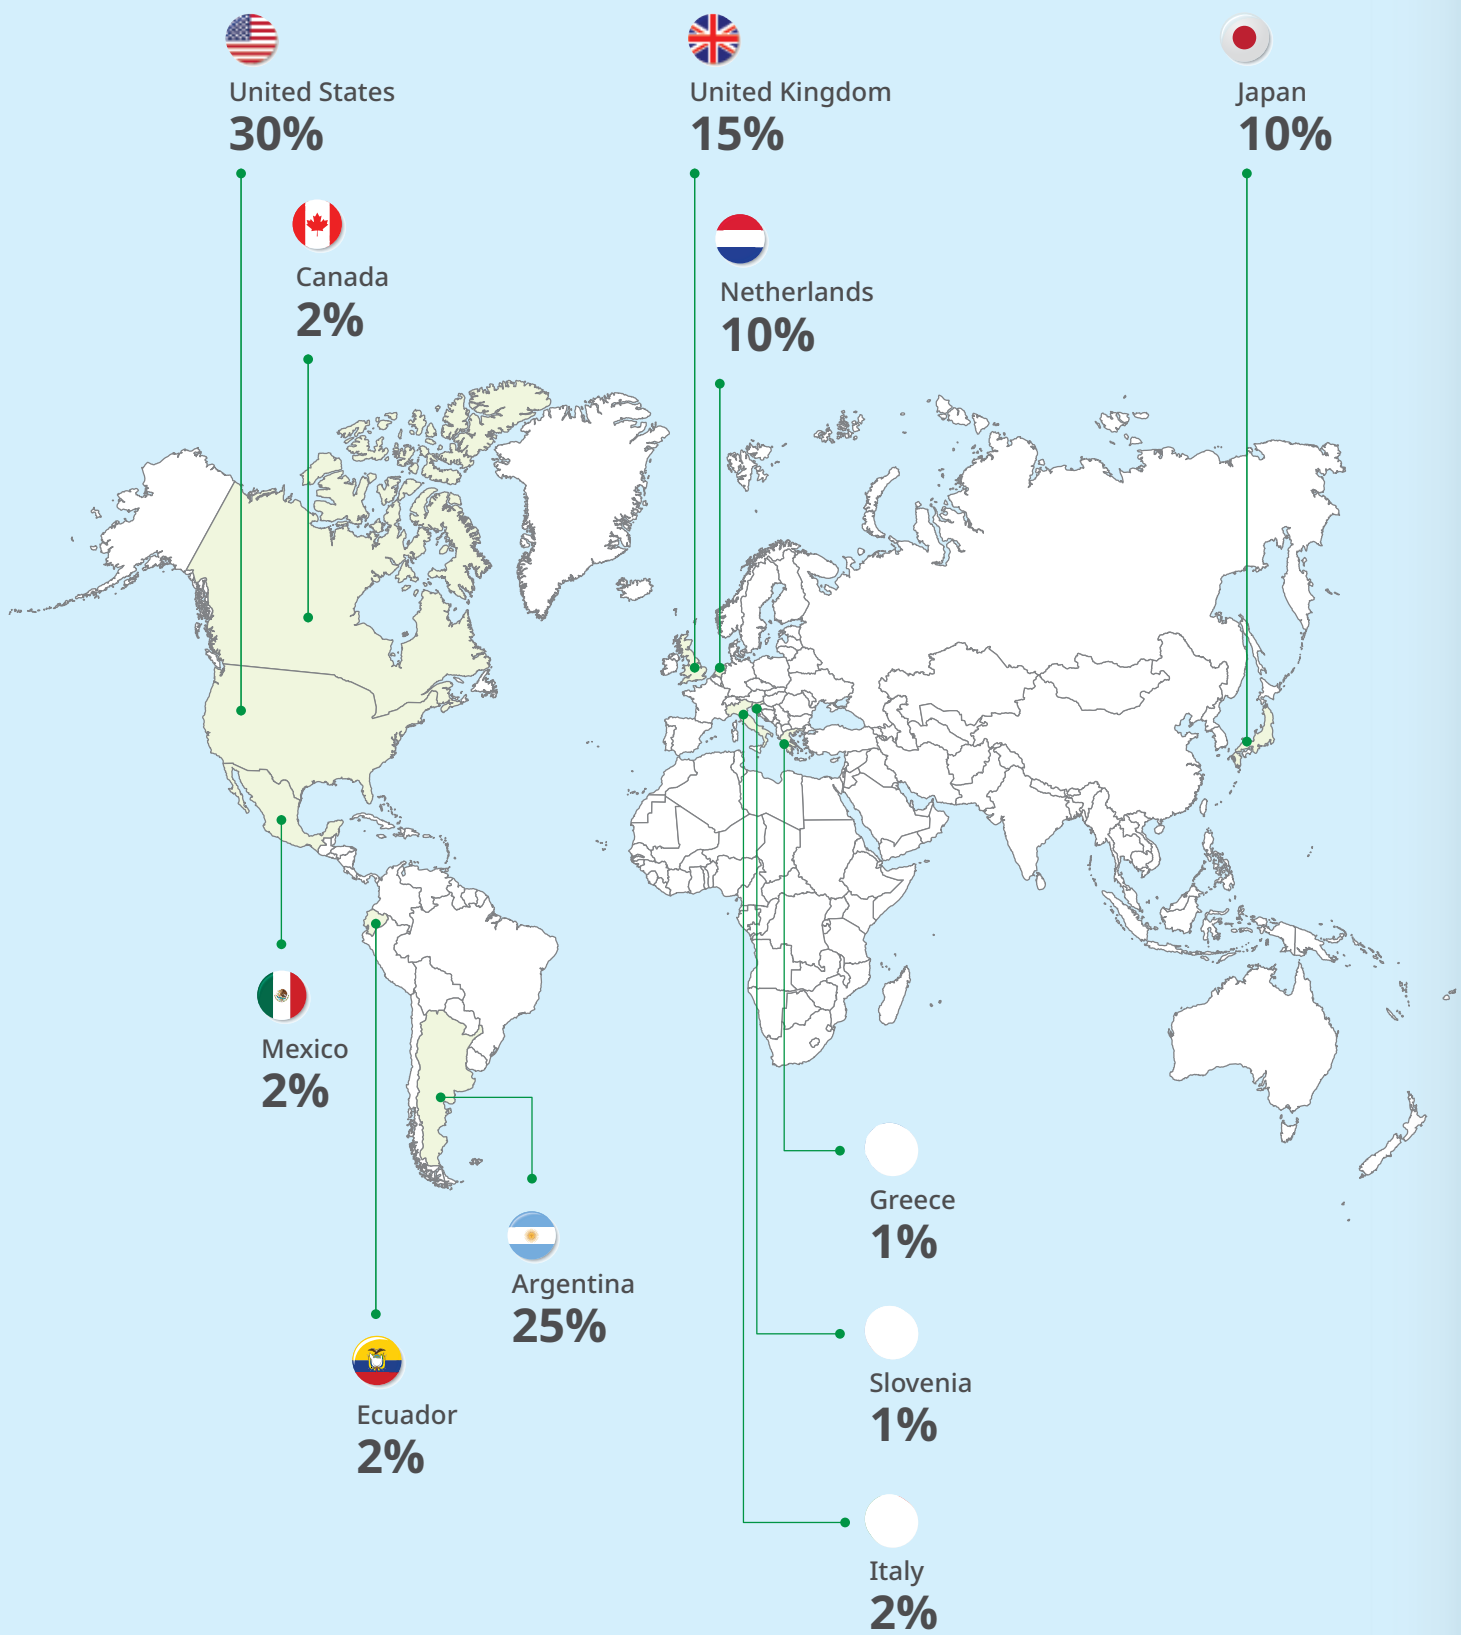 United States
30%
United Kingdom
15%
Japan
10%
Canada
2%
Netherlands
10%
Mexico
2%
Argentina
25%
Ecuador
2%
Greece
1%
Slovenia
1%
Italy
2%